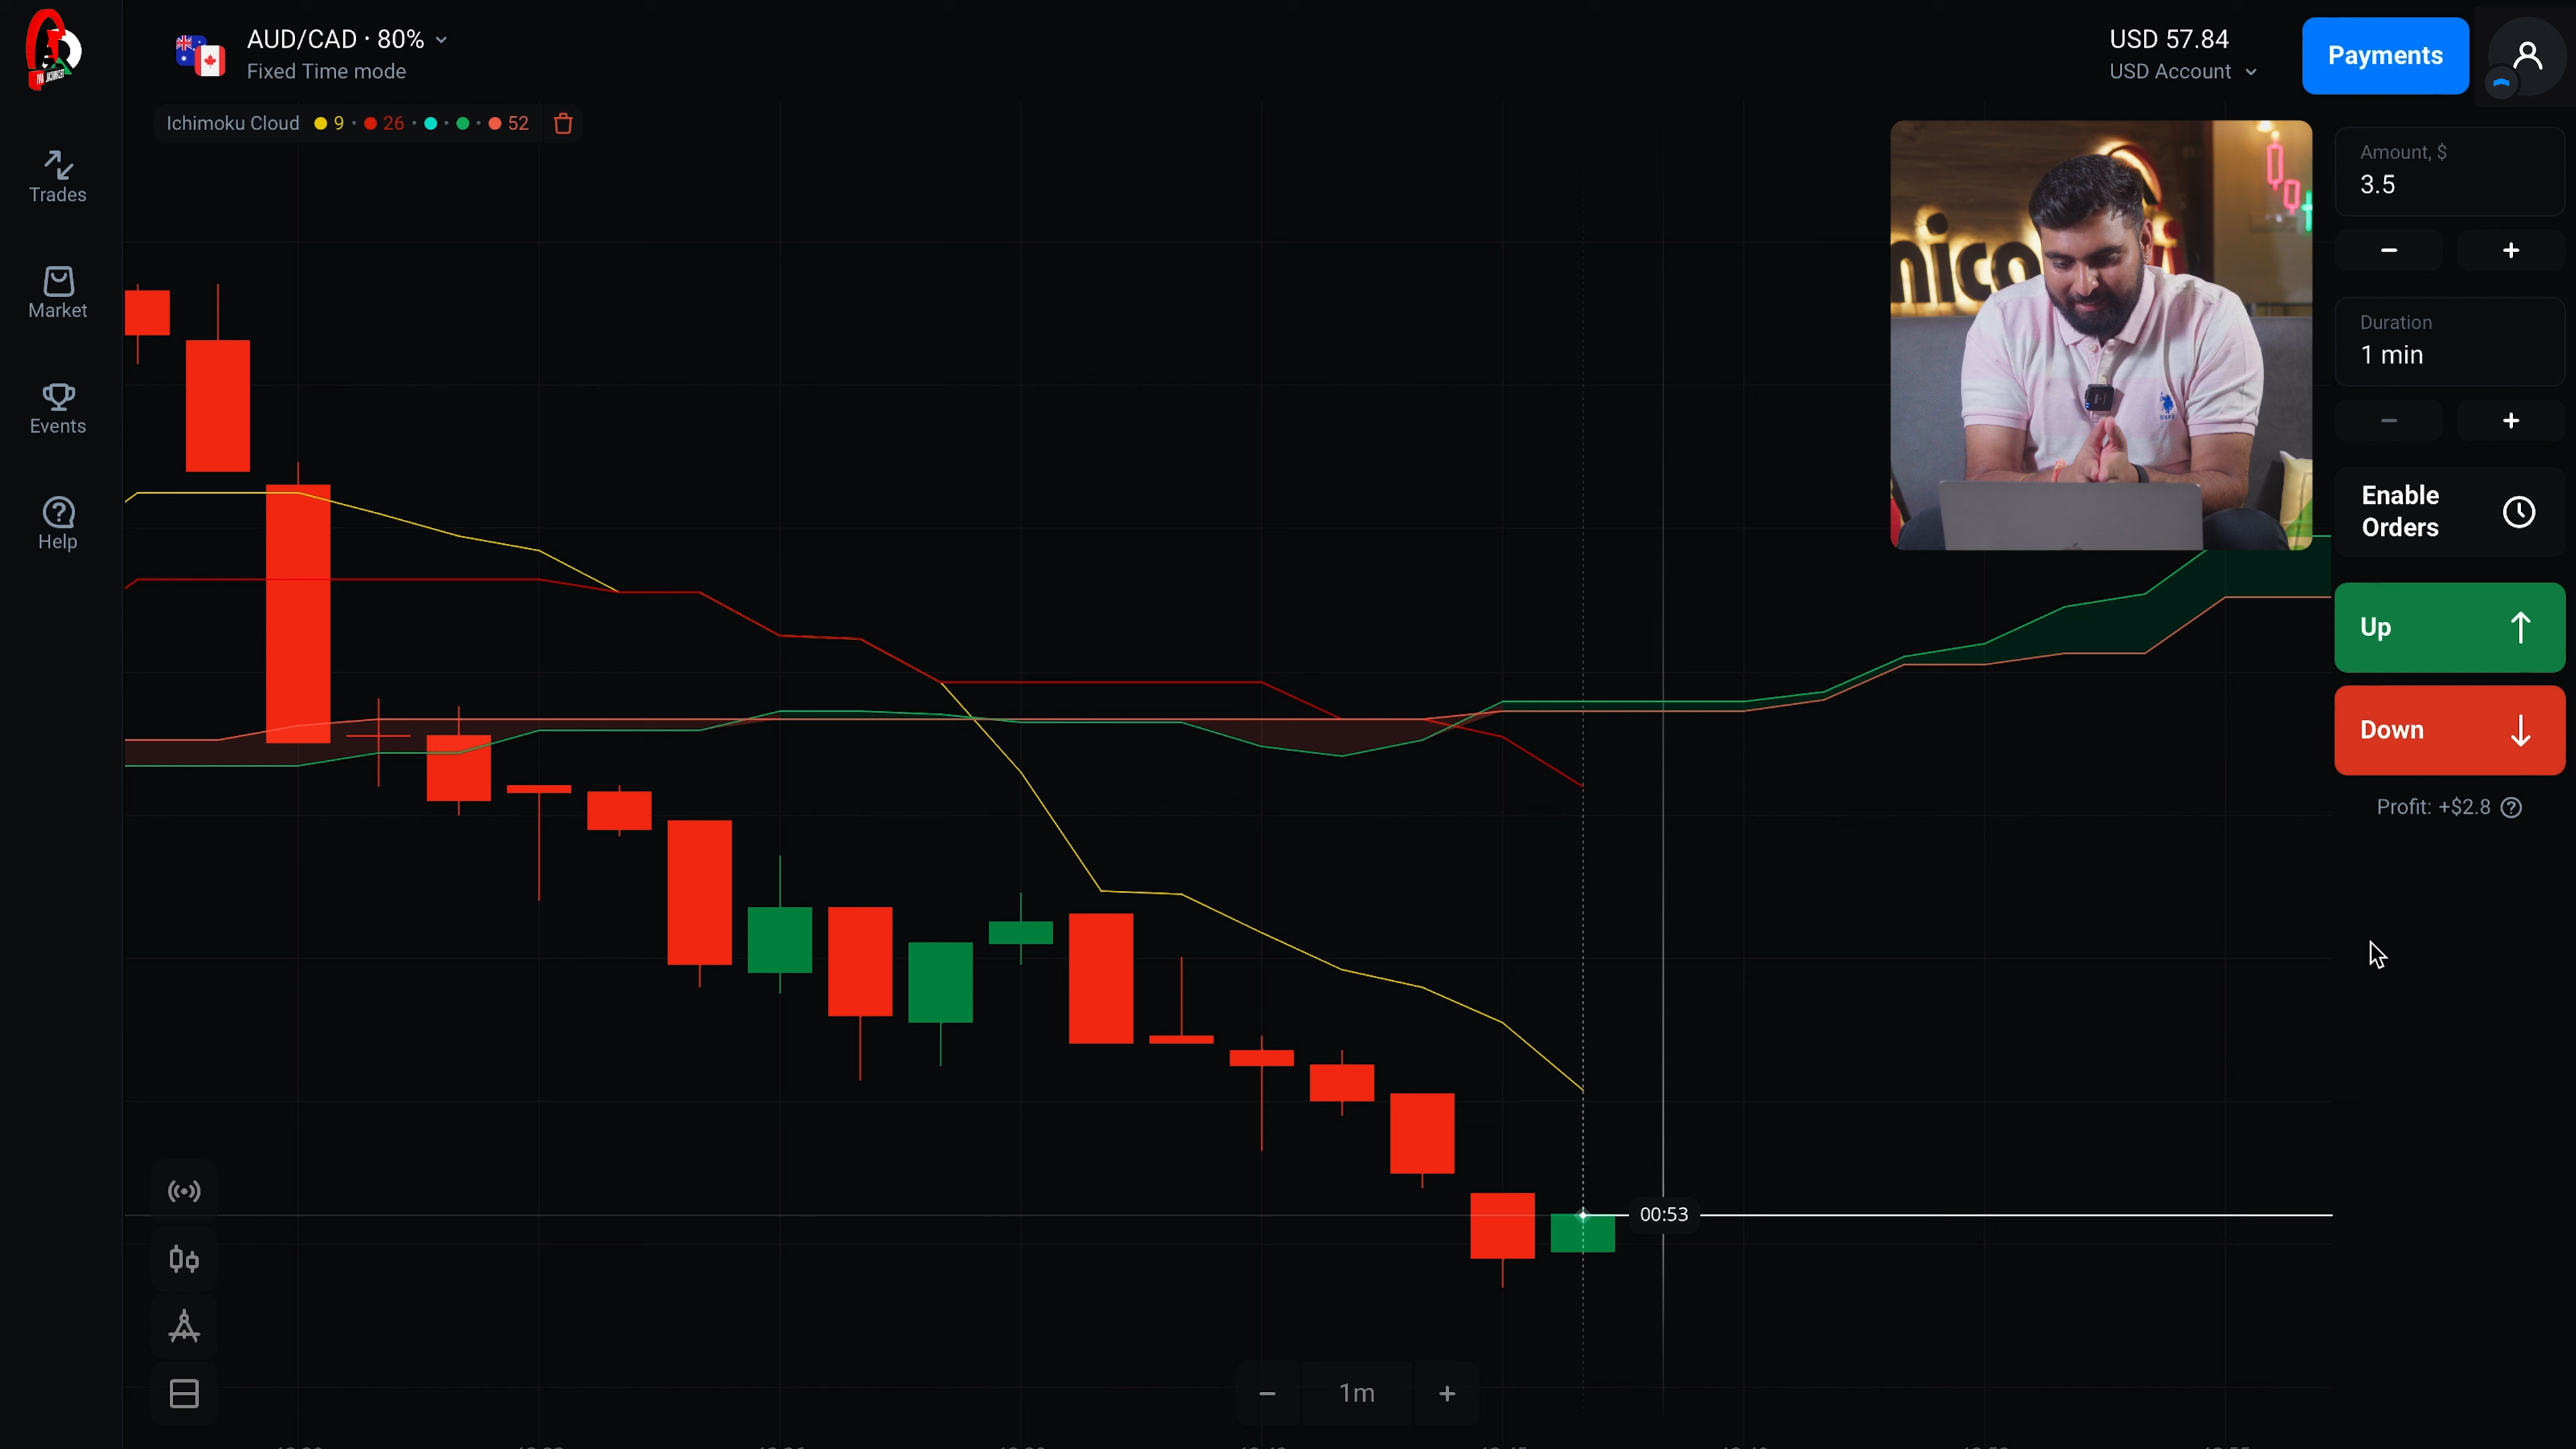 AUD/CAD · 80%
Fixed Time mode
USD 57.84
USD Account
Payments
Ichimoku Cloud 9 · 26 · · · 52
Trades
Market
Events
Help
nico
Amount, $
3.5
− +
Duration
1 min
− +
Enable
Orders
Up
Down
Profit: +$2.8
00:53
− 1m +